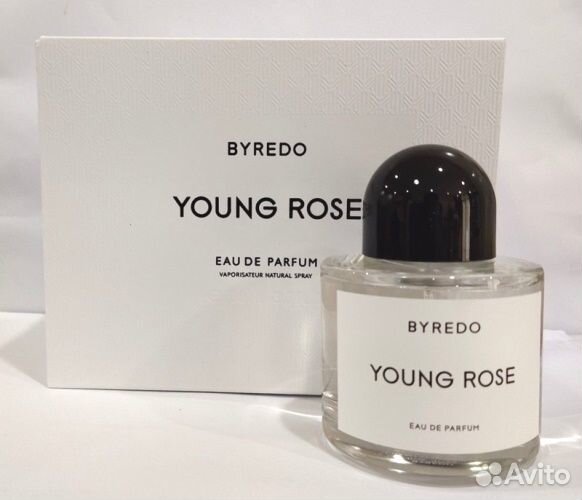 BYREDO
YOUNG ROSE
EAU DE PARFUM
VAPORISATEUR NATURAL SPRAY
BYREDO
YOUNG ROSE
EAU DE PARFUM
Avito